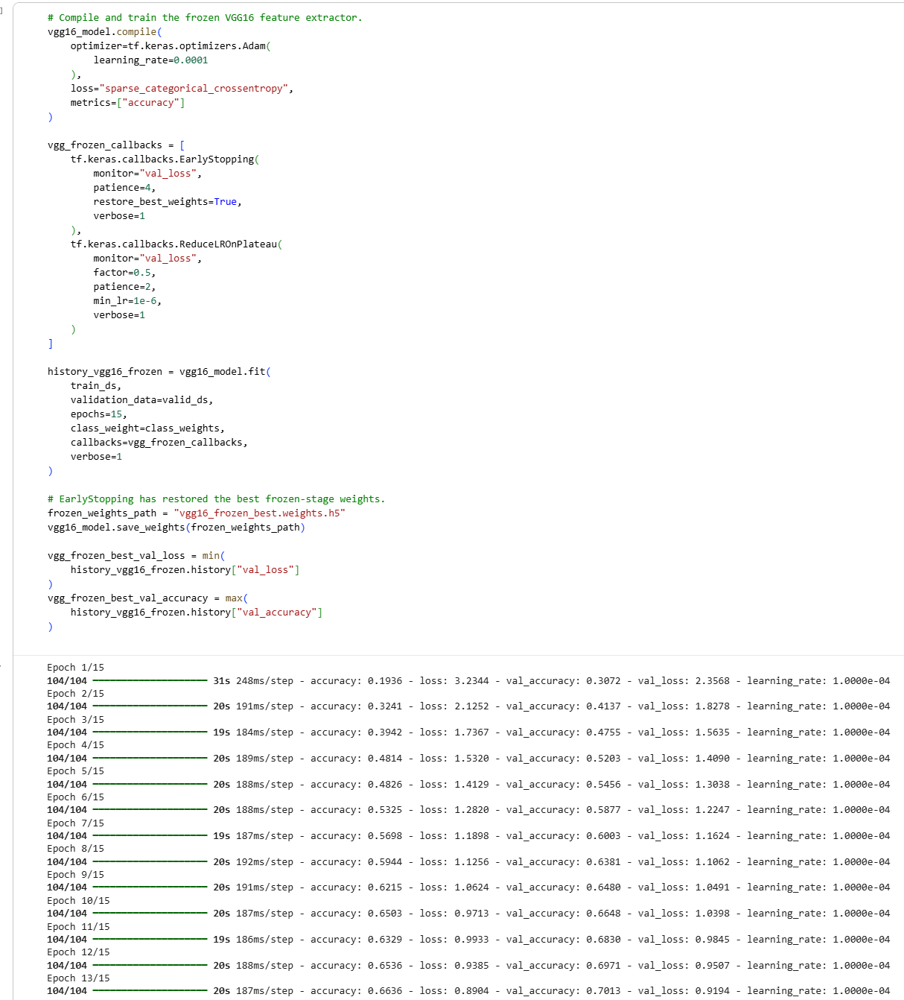 # Compile and train the frozen VGG16 feature extractor.
vgg16_model.compile(
    optimizer=tf.keras.optimizers.Adam(
        learning_rate=0.0001
    ),
    loss="sparse_categorical_crossentropy",
    metrics=["accuracy"]
)

vgg_frozen_callbacks = [
    tf.keras.callbacks.EarlyStopping(
        monitor="val_loss",
        patience=4,
        restore_best_weights=True,
        verbose=1
    ),
    tf.keras.callbacks.ReduceLROnPlateau(
        monitor="val_loss",
        factor=0.5,
        patience=2,
        min_lr=1e-6,
        verbose=1
    )
]

history_vgg16_frozen = vgg16_model.fit(
    train_ds,
    validation_data=valid_ds,
    epochs=15,
    class_weight=class_weights,
    callbacks=vgg_frozen_callbacks,
    verbose=1
)

# EarlyStopping has restored the best frozen-stage weights.
frozen_weights_path = "vgg16_frozen_best.weights.h5"
vgg16_model.save_weights(frozen_weights_path)

vgg_frozen_best_val_loss = min(
    history_vgg16_frozen.history["val_loss"]
)
vgg_frozen_best_val_accuracy = max(
    history_vgg16_frozen.history["val_accuracy"]
)

Epoch 1/15
104/104 ━━━━━━━━━━━━━━━━━━━━ 31s 248ms/step - accuracy: 0.1936 - loss: 3.2344 - val_accuracy: 0.3072 - val_loss: 2.3568 - learning_rate: 1.0000e-04
Epoch 2/15
104/104 ━━━━━━━━━━━━━━━━━━━━ 20s 191ms/step - accuracy: 0.3241 - loss: 2.1252 - val_accuracy: 0.4137 - val_loss: 1.8278 - learning_rate: 1.0000e-04
Epoch 3/15
104/104 ━━━━━━━━━━━━━━━━━━━━ 19s 184ms/step - accuracy: 0.3942 - loss: 1.7367 - val_accuracy: 0.4755 - val_loss: 1.5635 - learning_rate: 1.0000e-04
Epoch 4/15
104/104 ━━━━━━━━━━━━━━━━━━━━ 20s 189ms/step - accuracy: 0.4814 - loss: 1.5320 - val_accuracy: 0.5203 - val_loss: 1.4090 - learning_rate: 1.0000e-04
Epoch 5/15
104/104 ━━━━━━━━━━━━━━━━━━━━ 20s 188ms/step - accuracy: 0.4826 - loss: 1.4129 - val_accuracy: 0.5456 - val_loss: 1.3038 - learning_rate: 1.0000e-04
Epoch 6/15
104/104 ━━━━━━━━━━━━━━━━━━━━ 20s 188ms/step - accuracy: 0.5325 - loss: 1.2820 - val_accuracy: 0.5877 - val_loss: 1.2247 - learning_rate: 1.0000e-04
Epoch 7/15
104/104 ━━━━━━━━━━━━━━━━━━━━ 19s 187ms/step - accuracy: 0.5698 - loss: 1.1898 - val_accuracy: 0.6003 - val_loss: 1.1624 - learning_rate: 1.0000e-04
Epoch 8/15
104/104 ━━━━━━━━━━━━━━━━━━━━ 20s 192ms/step - accuracy: 0.5944 - loss: 1.1256 - val_accuracy: 0.6381 - val_loss: 1.1062 - learning_rate: 1.0000e-04
Epoch 9/15
104/104 ━━━━━━━━━━━━━━━━━━━━ 20s 191ms/step - accuracy: 0.6215 - loss: 1.0624 - val_accuracy: 0.6480 - val_loss: 1.0491 - learning_rate: 1.0000e-04
Epoch 10/15
104/104 ━━━━━━━━━━━━━━━━━━━━ 20s 187ms/step - accuracy: 0.6503 - loss: 0.9713 - val_accuracy: 0.6648 - val_loss: 1.0398 - learning_rate: 1.0000e-04
Epoch 11/15
104/104 ━━━━━━━━━━━━━━━━━━━━ 19s 186ms/step - accuracy: 0.6329 - loss: 0.9933 - val_accuracy: 0.6830 - val_loss: 0.9845 - learning_rate: 1.0000e-04
Epoch 12/15
104/104 ━━━━━━━━━━━━━━━━━━━━ 20s 188ms/step - accuracy: 0.6536 - loss: 0.9385 - val_accuracy: 0.6971 - val_loss: 0.9507 - learning_rate: 1.0000e-04
Epoch 13/15
104/104 ━━━━━━━━━━━━━━━━━━━━ 20s 187ms/step - accuracy: 0.6636 - loss: 0.8904 - val_accuracy: 0.7013 - val_loss: 0.9194 - learning_rate: 1.0000e-04